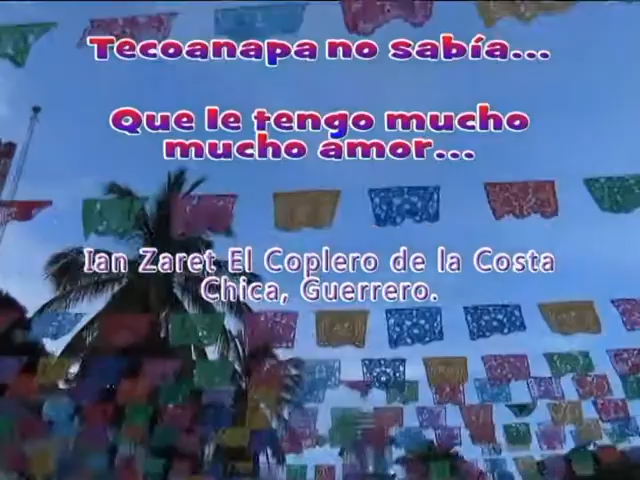 Tecoanapa no sabía...
Que le tengo mucho
mucho amor...
Ian Zaret El Coplero de la Costa
Chica, Guerrero.